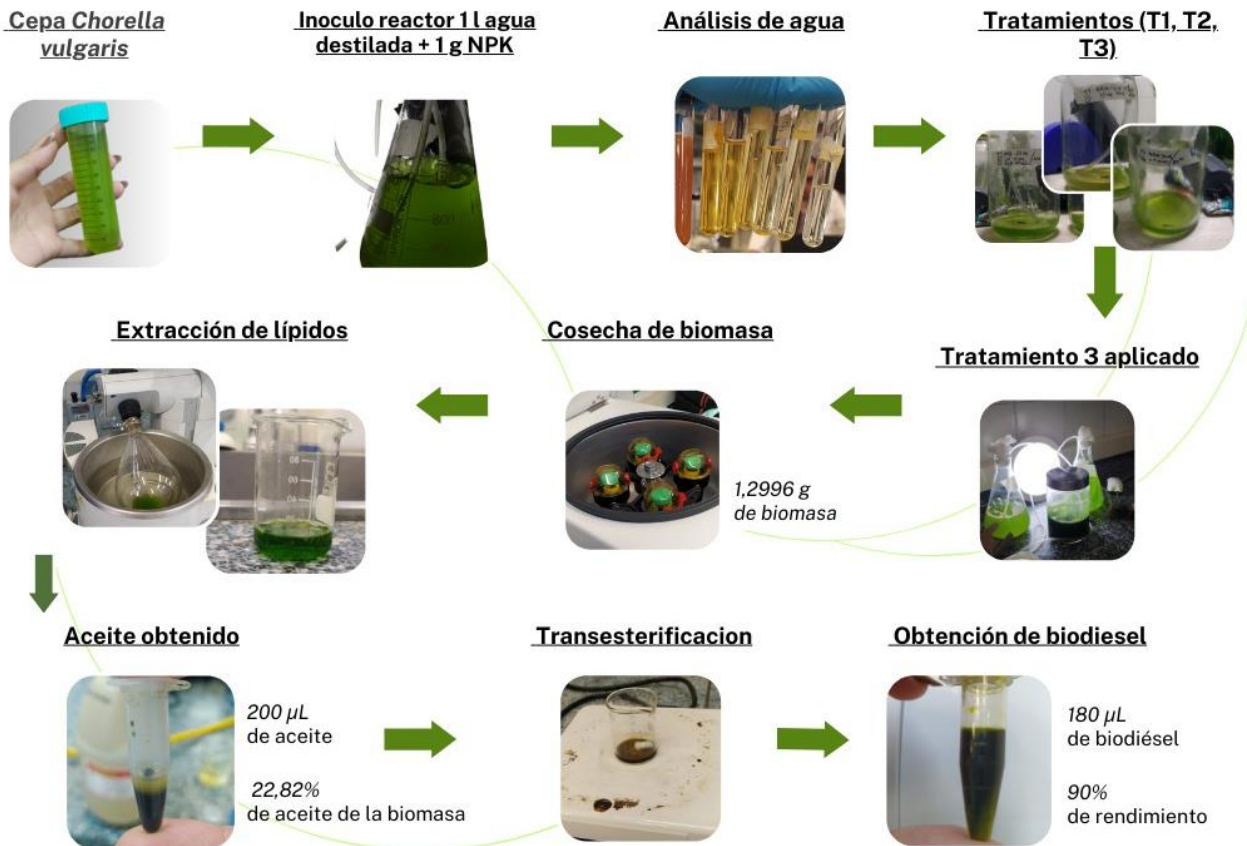 Cepa Chorella
vulgaris
Inoculo reactor 1 l agua
destilada + 1 g NPK
Análisis de agua
Tratamientos (T1, T2,
T3)
Extracción de lípidos
Cosecha de biomasa
Tratamiento 3 aplicado
1,2996 g
de biomasa
Aceite obtenido
Transesterificacion
Obtención de biodiesel
200 µL
de aceite
22,82%
de aceite de la biomasa
180 µL
de biodiésel
90%
de rendimiento